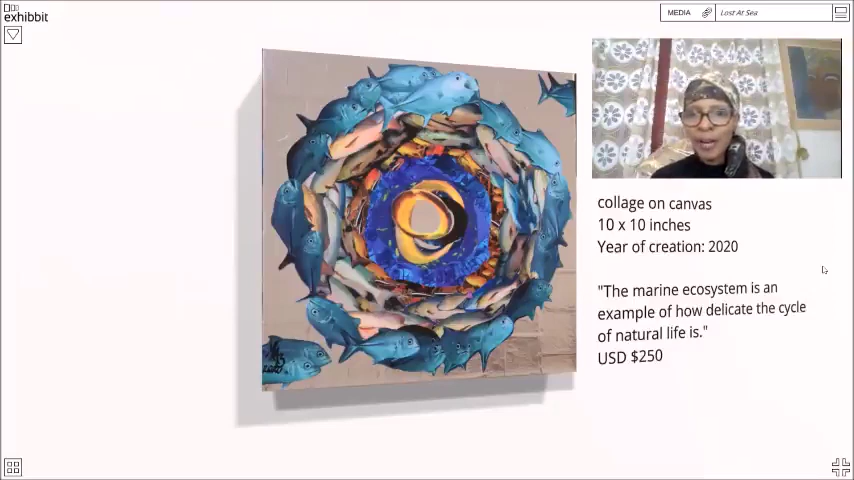 exhibbit
MEDIA
Lost At Sea
collage on canvas
10 x 10 inches
Year of creation: 2020
"The marine ecosystem is an
example of how delicate the cycle
of natural life is."
USD $250